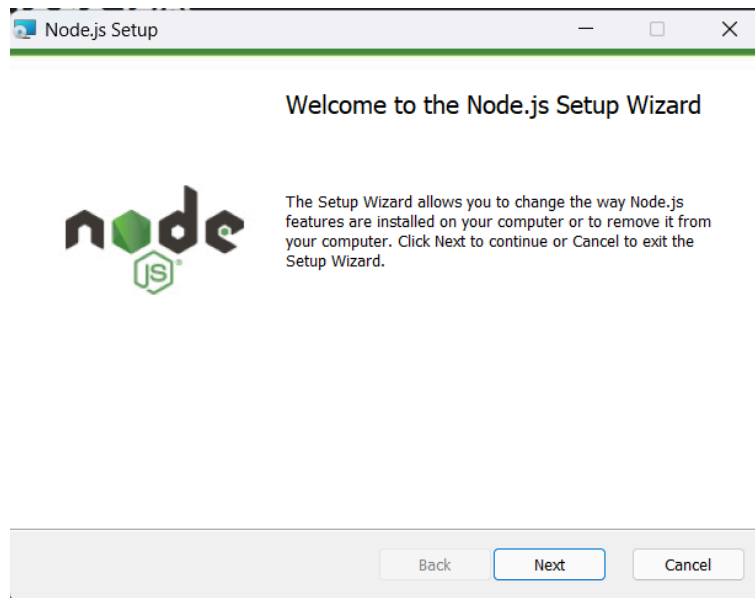 Node.js Setup
Welcome to the Node.js Setup Wizard
node
JS
The Setup Wizard allows you to change the way Node.js
features are installed on your computer or to remove it from
your computer. Click Next to continue or Cancel to exit the
Setup Wizard.
Back
Next
Cancel